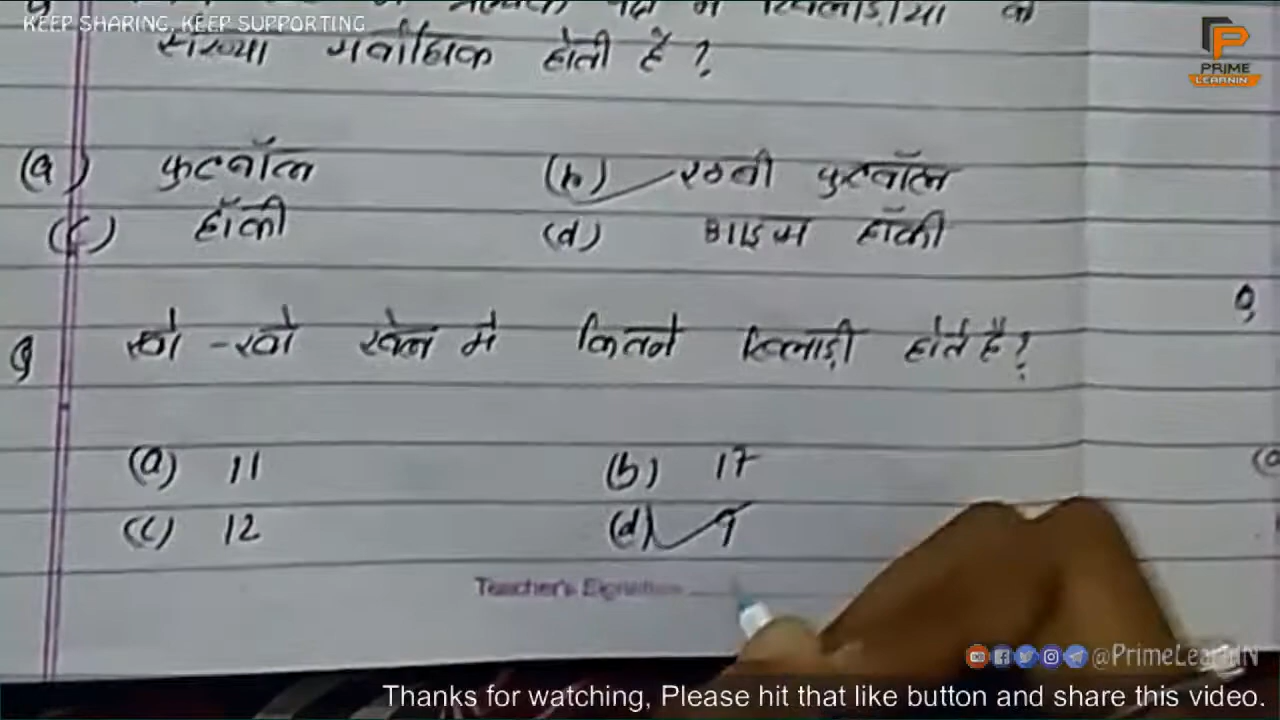 KEEP SHARING, KEEP SUPPORTING
में खिलाड़ियों की
संख्या सर्वाधिक होती है ?
PRIME
LEARNIN
(a) फुटबॉल (b) रग्बी फुटबॉल
(c) हॉकी (d) आइस हॉकी
Q
Q खो - खो खेल में कितने खिलाड़ी होते है ?
(a) 11 (b) 17
(c) 12 (d) 9
Teacher's
@PrimeLearnIN
Thanks for watching, Please hit that like button and share this video.